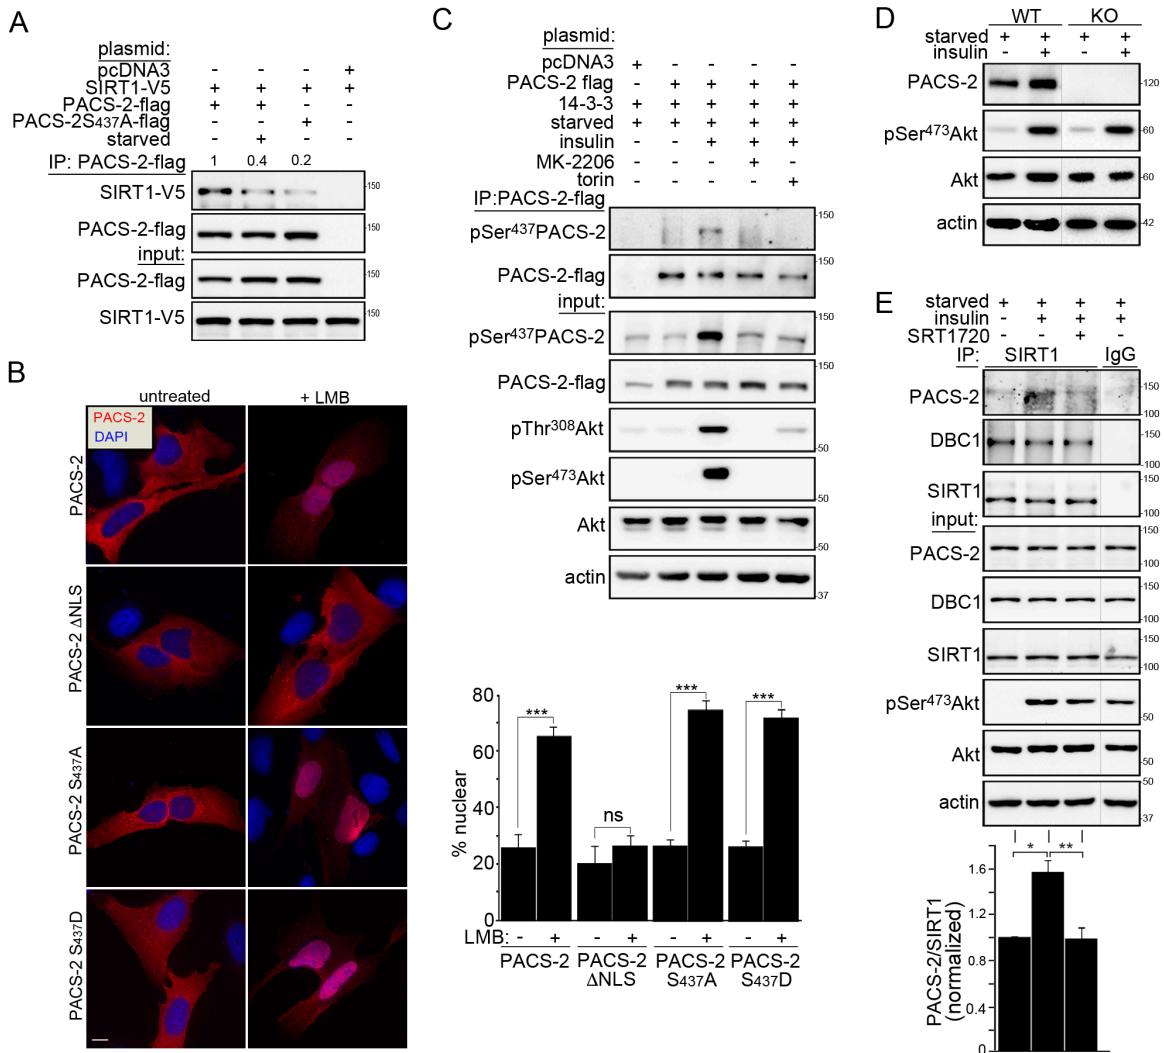 A
plasmid:
pcDNA3 - - - +
SIRT1-V5 + + + +
PACS-2-flag + + - -
PACS-2S437A-flag - - + -
starved - + - -
IP: PACS-2-flag 1 0.4 0.2
SIRT1-V5 150
PACS-2-flag 150
input:
PACS-2-flag 150
SIRT1-V5 150
B
untreated + LMB
PACS-2
DAPI
PACS-2
PACS-2 ΔNLS
PACS-2 S437A
PACS-2 S437D
C
plasmid:
pcDNA3 + - - - -
PACS-2 flag - + + + +
14-3-3 + + + + +
starved + + + + +
insulin - - + + +
MK-2206 - - - + -
torin - - - - +
IP:PACS-2-flag
pSer437PACS-2 150
PACS-2-flag 150
input:
pSer437PACS-2 150
PACS-2-flag 150
pThr308Akt
pSer473Akt 50
Akt 50
actin 37
% nuclear
80
60
40
20
0
*** ns *** ***
LMB: - + - + - + - +
PACS-2 PACS-2 PACS-2 PACS-2
ΔNLS S437A S437D
D
WT KO
starved + + + +
insulin - + - +
PACS-2 120
pSer473Akt 60
Akt 60
actin 42
E
starved + + + +
insulin - + + +
SRT1720 - - + -
IP: SIRT1 IgG
PACS-2 150
DBC1 150
100
SIRT1 150
100
input:
PACS-2 150
100
DBC1 150
100
SIRT1 150
100
pSer473Akt 50
Akt 50
actin 50
37
* **
PACS-2/SIRT1
(normalized)
1.6
1.2
0.8
0.4
0